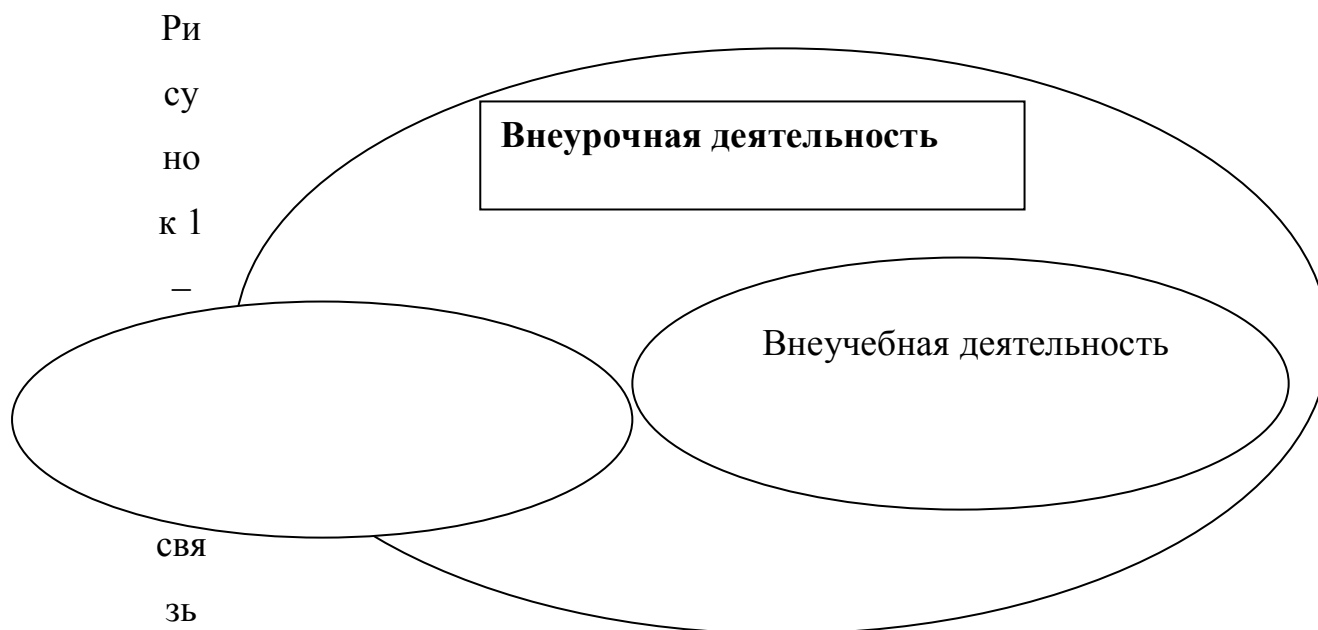 Ри
су
но
к 1
–
свя
зь
Внеурочная деятельность
Внеучебная деятельность